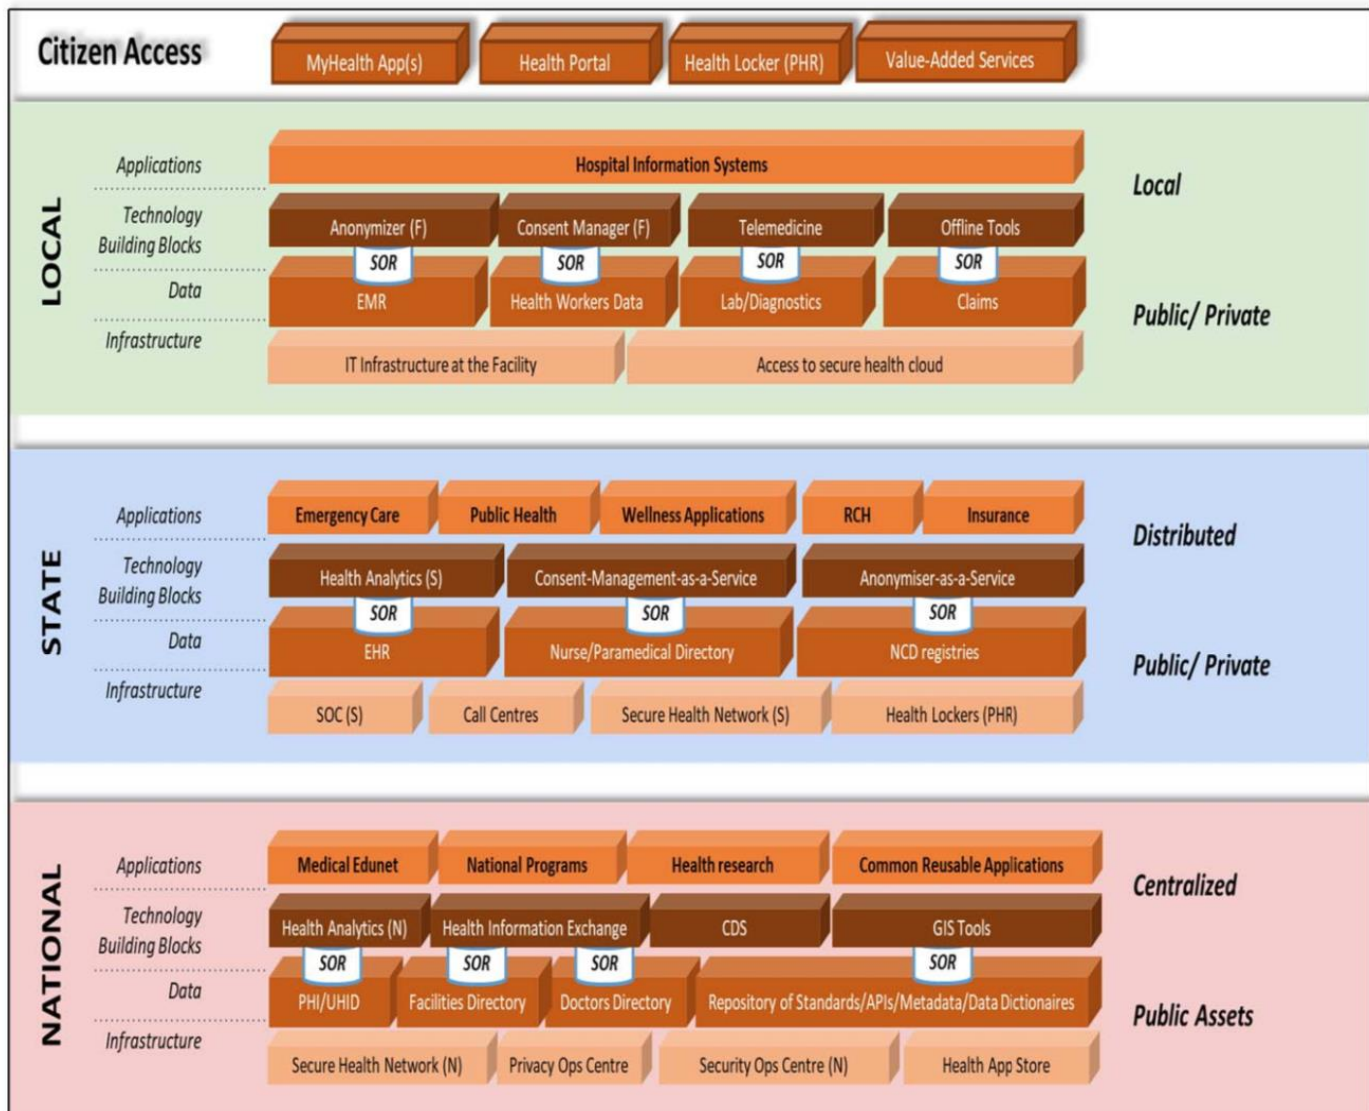 Citizen Access
MyHealth App(s)
Health Portal
Health Locker (PHR)
Value-Added Services
LOCAL
Applications
Hospital Information Systems
Local
Technology
Building Blocks
Anonymizer (F)
Consent Manager (F)
Telemedicine
Offline Tools
SOR
SOR
SOR
SOR
Data
EMR
Health Workers Data
Lab/Diagnostics
Claims
Public/ Private
Infrastructure
IT Infrastructure at the Facility
Access to secure health cloud
STATE
Applications
Emergency Care
Public Health
Wellness Applications
RCH
Insurance
Distributed
Technology
Building Blocks
Health Analytics (S)
Consent-Management-as-a-Service
Anonymiser-as-a-Service
SOR
SOR
SOR
Data
EHR
Nurse/Paramedical Directory
NCD registries
Public/ Private
Infrastructure
SOC (S)
Call Centres
Secure Health Network (S)
Health Lockers (PHR)
NATIONAL
Applications
Medical Edunet
National Programs
Health research
Common Reusable Applications
Centralized
Technology
Building Blocks
Health Analytics (N)
Health Information Exchange
CDS
GIS Tools
SOR
SOR
SOR
SOR
Data
PHI/UHID
Facilities Directory
Doctors Directory
Repository of Standards/APIs/Metadata/Data Dictionaires
Public Assets
Infrastructure
Secure Health Network (N)
Privacy Ops Centre
Security Ops Centre (N)
Health App Store